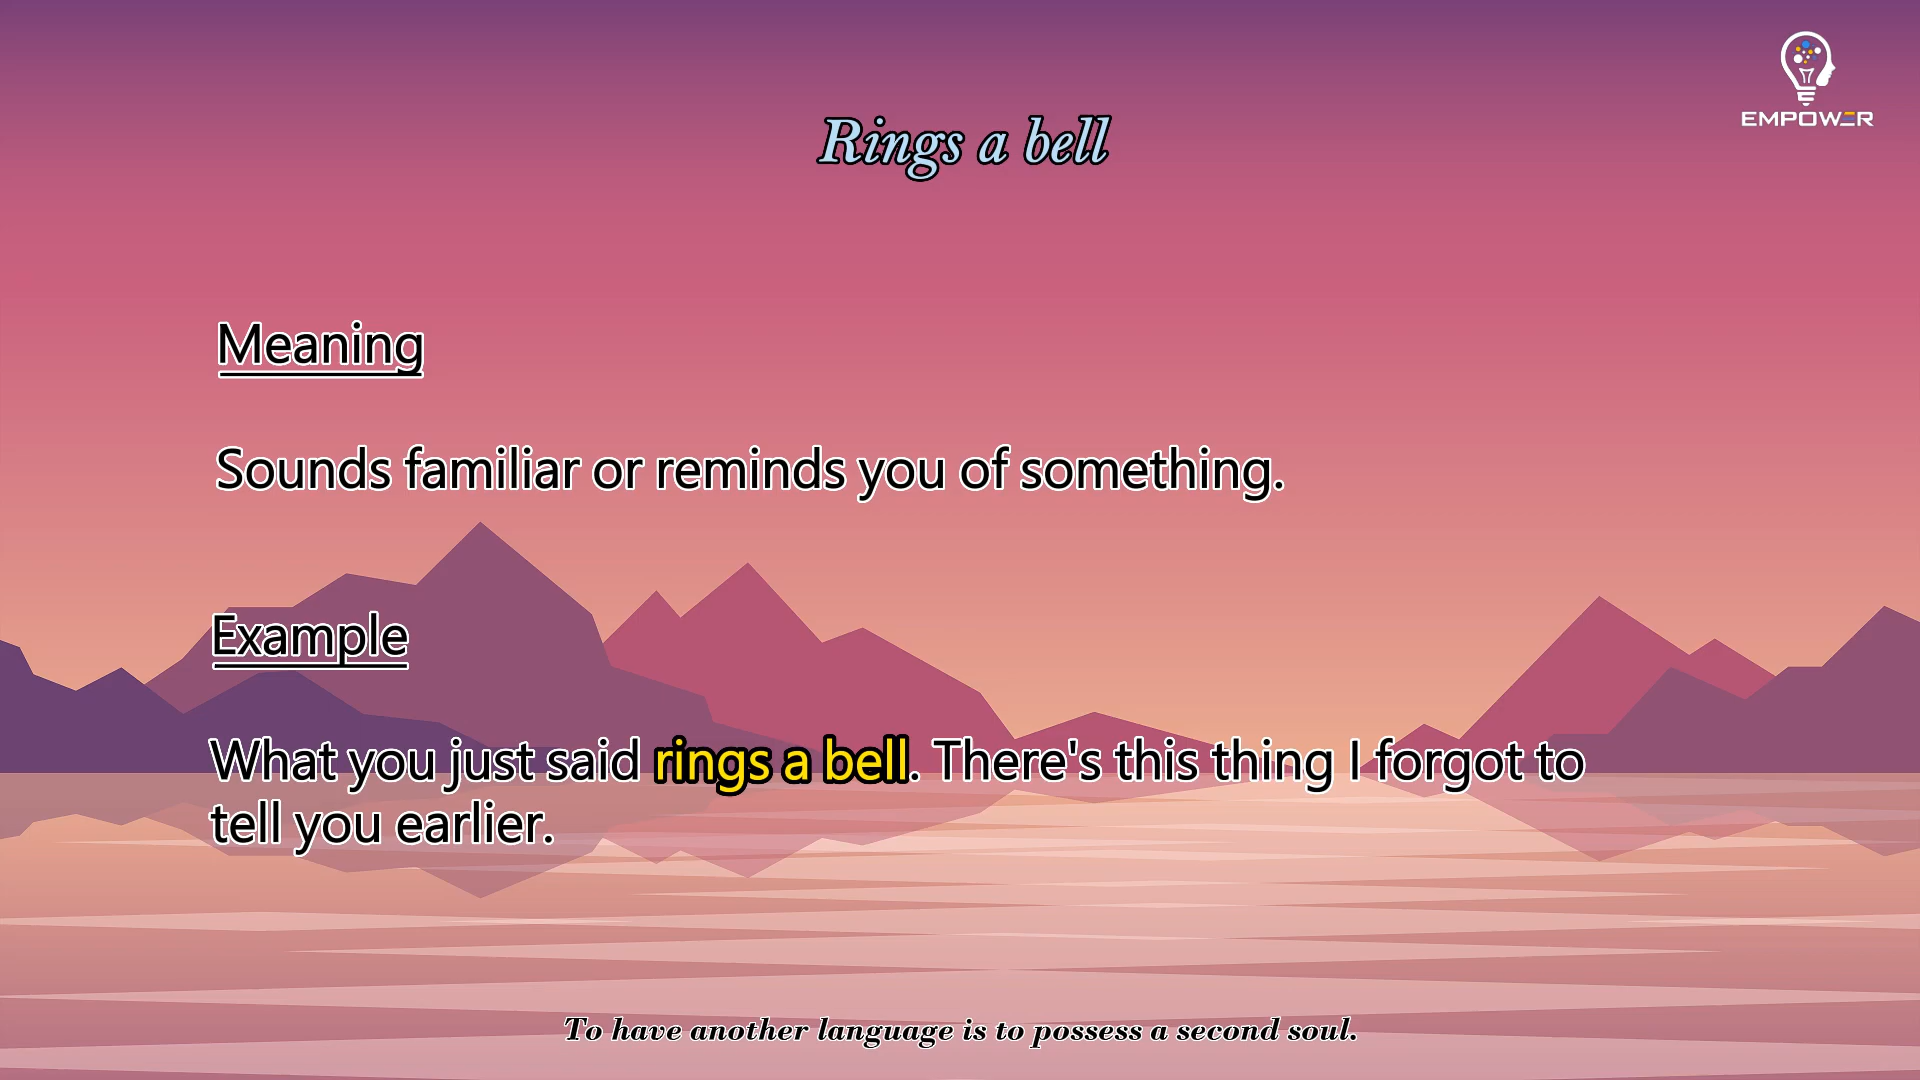 EMPOWER
Rings a bell
Meaning
Sounds familiar or reminds you of something.
Example
What you just said rings a bell. There's this thing I forgot to
tell you earlier.
To have another language is to possess a second soul.